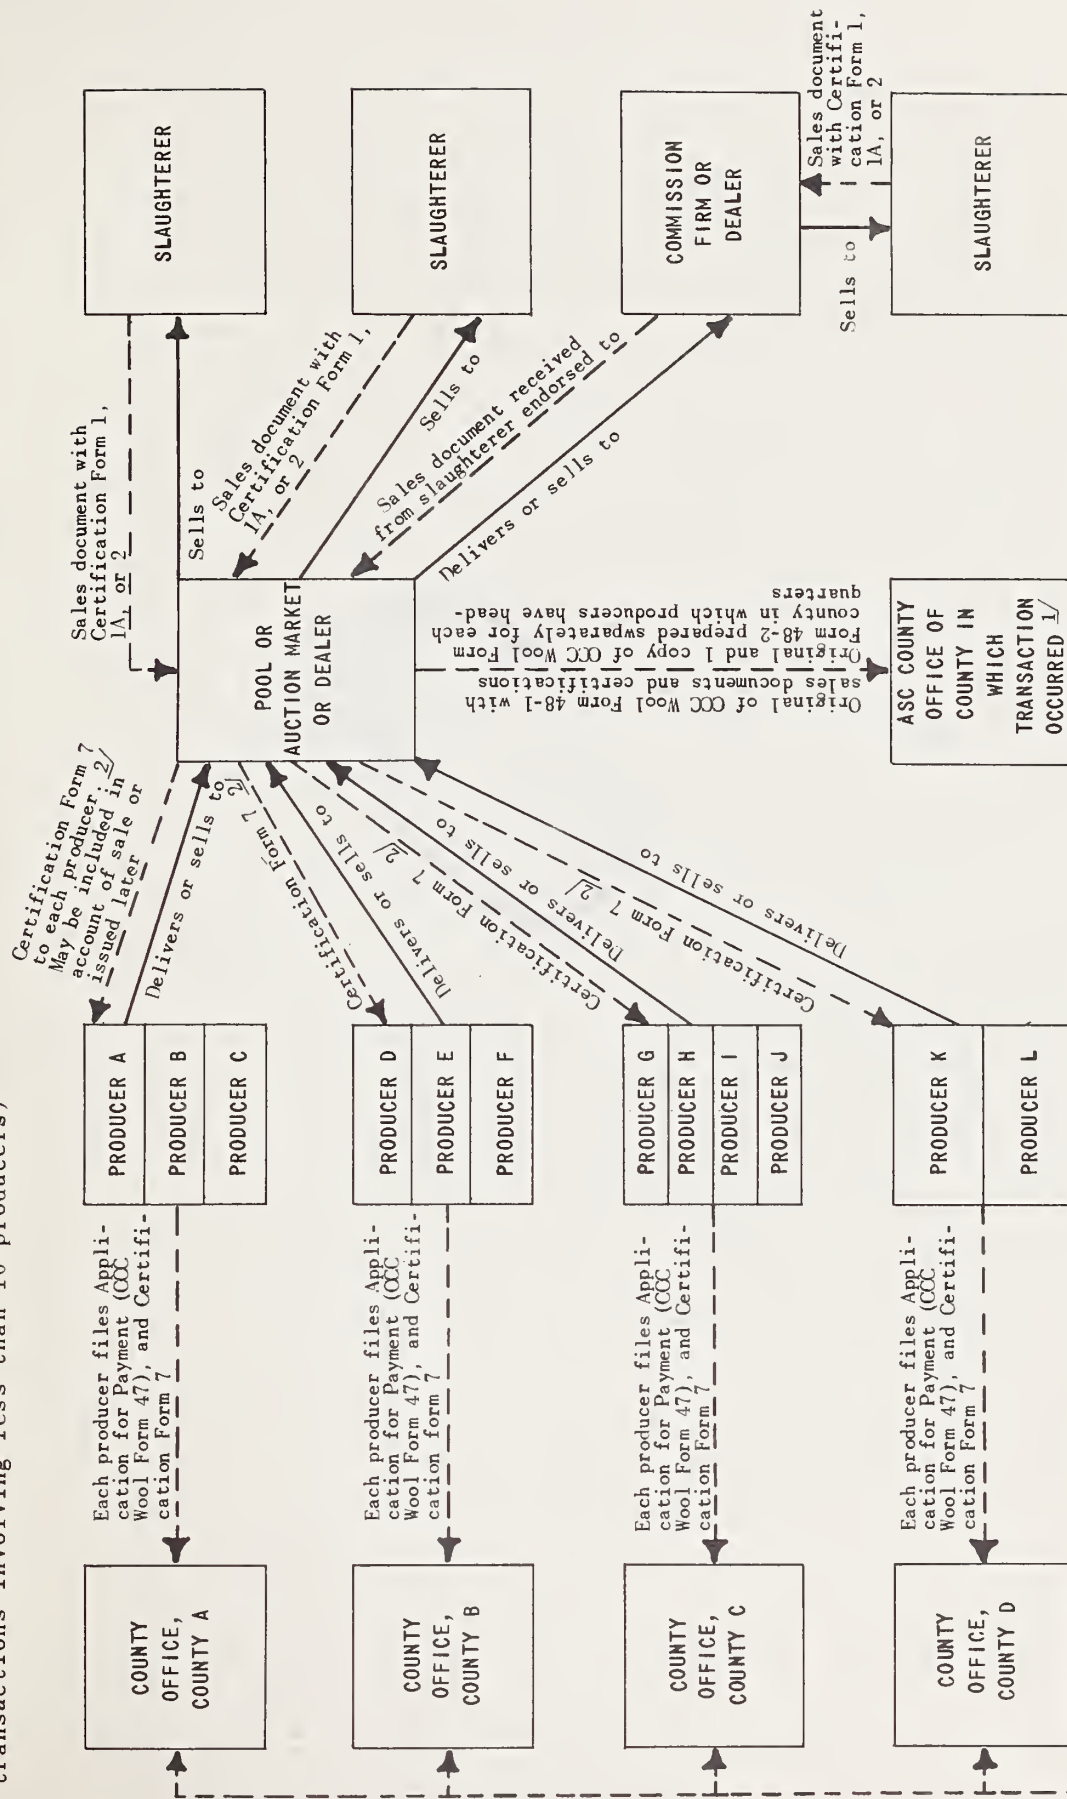 transactions involving less than 10 producers)
COUNTY
OFFICE,
COUNTY A
COUNTY
OFFICE,
COUNTY B
COUNTY
OFFICE,
COUNTY C
COUNTY
OFFICE,
COUNTY D
Each producer files Appli-
cation for Payment (CCC
Wool Form 47), and Certifi-
cation Form 7
Each producer files Appli-
cation for Payment (CCC
Wool Form 47), and Certifi-
cation form 7
Each producer files Appli-
cation for Payment (CCC
Wool Form 47), and Certifi-
cation Form 7
Each producer files Appli-
cation for Payment (CCC
Wool Form 47), and Certifi-
cation Form 7
PRODUCER A
PRODUCER B
PRODUCER C
PRODUCER D
PRODUCER E
PRODUCER F
PRODUCER G
PRODUCER H
PRODUCER I
PRODUCER J
PRODUCER K
PRODUCER L
Certification Form 7
to each producer. 2/
May be included in
account of sale or
issued later
Delivers or sells to
Certification Form 7 2/
Delivers or sells to
Certification Form 7 2/
Delivers or sells to
Certification Form 7 2/
Delivers or sells to
POOL OR
AUCTION MARKET
OR DEALER
Original of CCC Wool Form 48-1 with
sales documents and certifications
Original and 1 copy of CCC Wool Form
Form 48-2 prepared swparately for each
county in which producers have head-
quarters
ASC COUNTY
OFFICE OF
COUNTY IN
WHICH
TRANSACTION
OCCURRED 1/
Sales document with
Certification Form 1,
1A, or 2
Sells to
Sales document with
Certification Form 1,
1A, or 2
Sells to
Sales document received
from slaughterer endorsed to
Delivers or sells to
SLAUGHTERER
SLAUGHTERER
COMMISSION
FIRM OR
DEALER
Sells to
Sales document
with Certifi-
cation Form 1,
1A, or 2
SLAUGHTERER